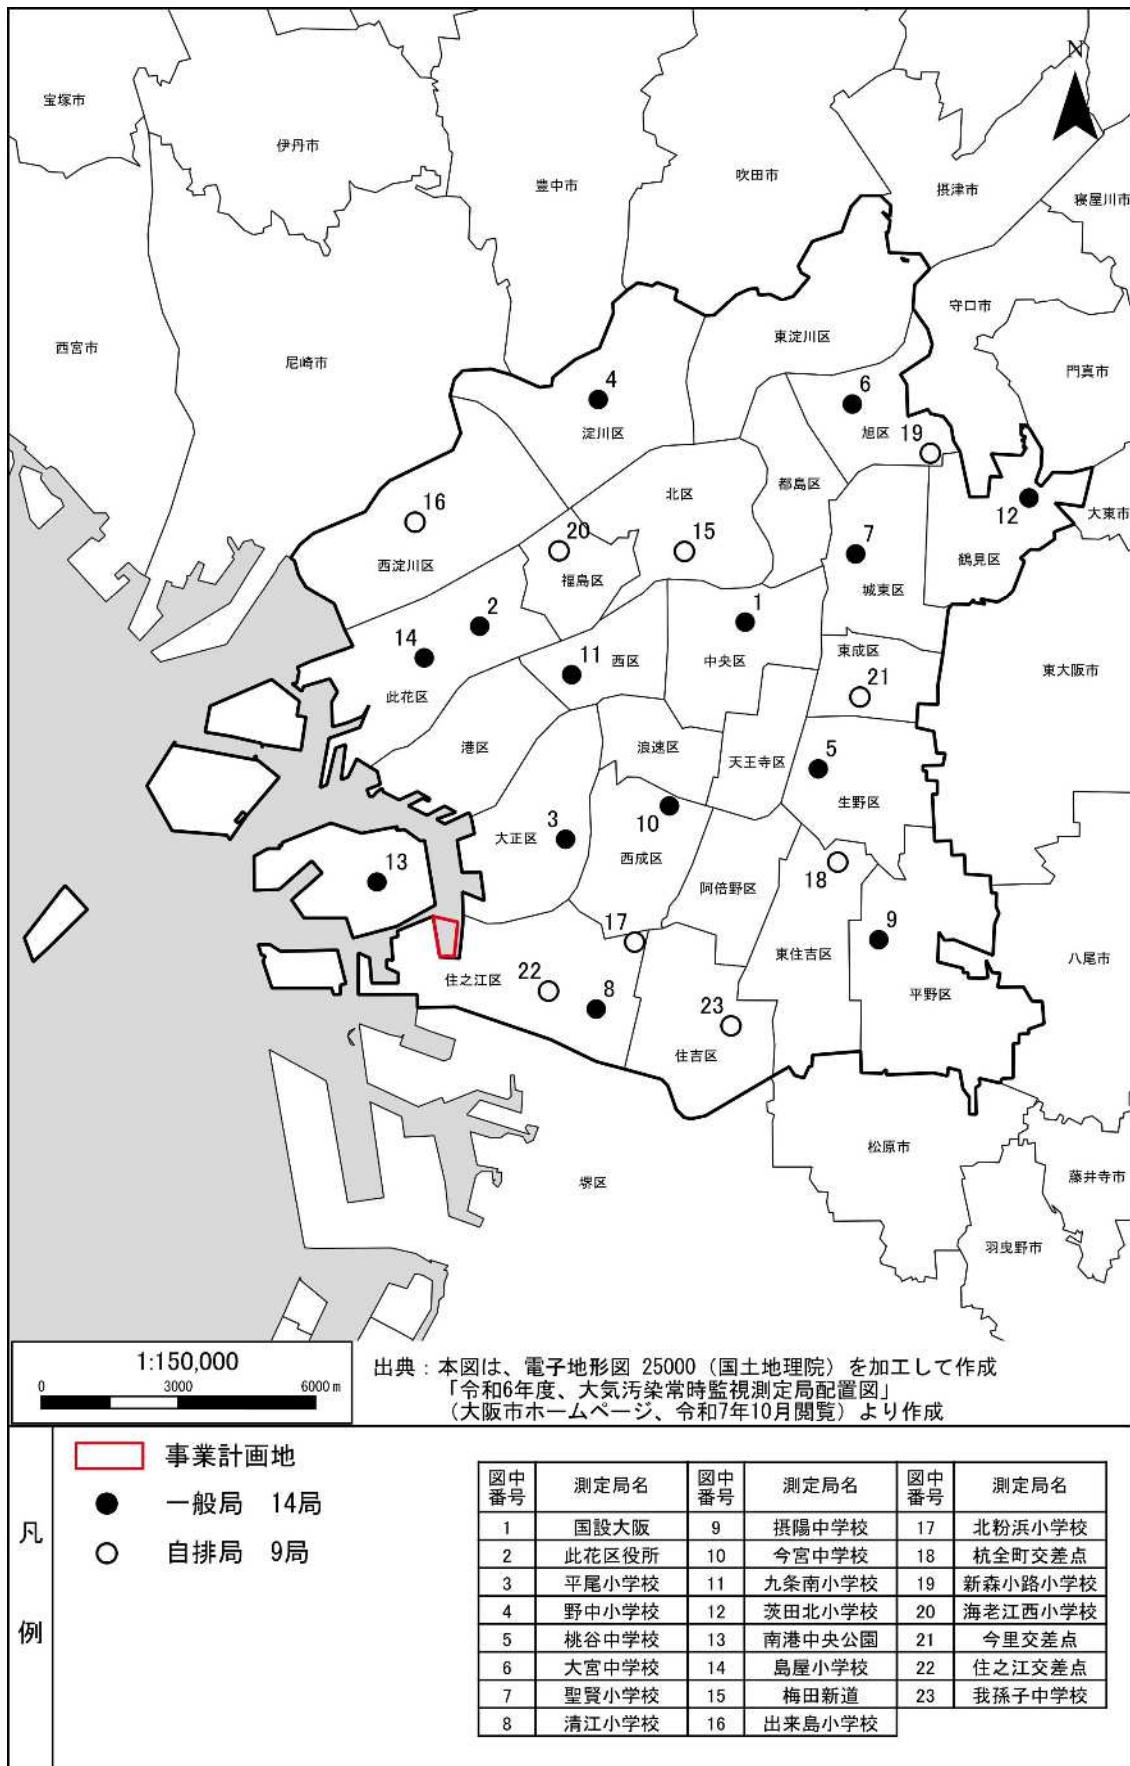 N
宝塚市
伊丹市
豊中市
吹田市
摂津市
寝屋川市
守口市
門真市
西宮市
尼崎市
東淀川区
4
淀川区
6
旭区
19
都島区
北区
16
西淀川区
20
福島区
15
7
城東区
12
鶴見区
大東市
2
14
此花区
11
西区
1
中央区
東成区
21
東大阪市
港区
浪速区
天王寺区
5
生野区
大正区
3
10
西成区
阿倍野区
18
13
17
9
東住吉区
平野区
八尾市
住之江区
22
8
23
住吉区
松原市
藤井寺市
羽曳野市
堺区
1:150,000
0 3000 6000m
出典：本図は、電子地形図 25000（国土地理院）を加工して作成
「令和6年度、大気汚染常時監視測定局配置図」
（大阪市ホームページ、令和7年10月閲覧）より作成
凡例
事業計画地
一般局 14局
自排局 9局
図中番号 測定局名 図中番号 測定局名 図中番号 測定局名
1 国設大阪 9 摂陽中学校 17 北粉浜小学校
2 此花区役所 10 今宮中学校 18 杭全町交差点
3 平尾小学校 11 九条南小学校 19 新森小路小学校
4 野中小学校 12 茨田北小学校 20 海老江西小学校
5 桃谷中学校 13 南港中央公園 21 今里交差点
6 大宮中学校 14 島屋小学校 22 住之江交差点
7 聖賢小学校 15 梅田新道 23 我孫子中学校
8 清江小学校 16 出来島小学校